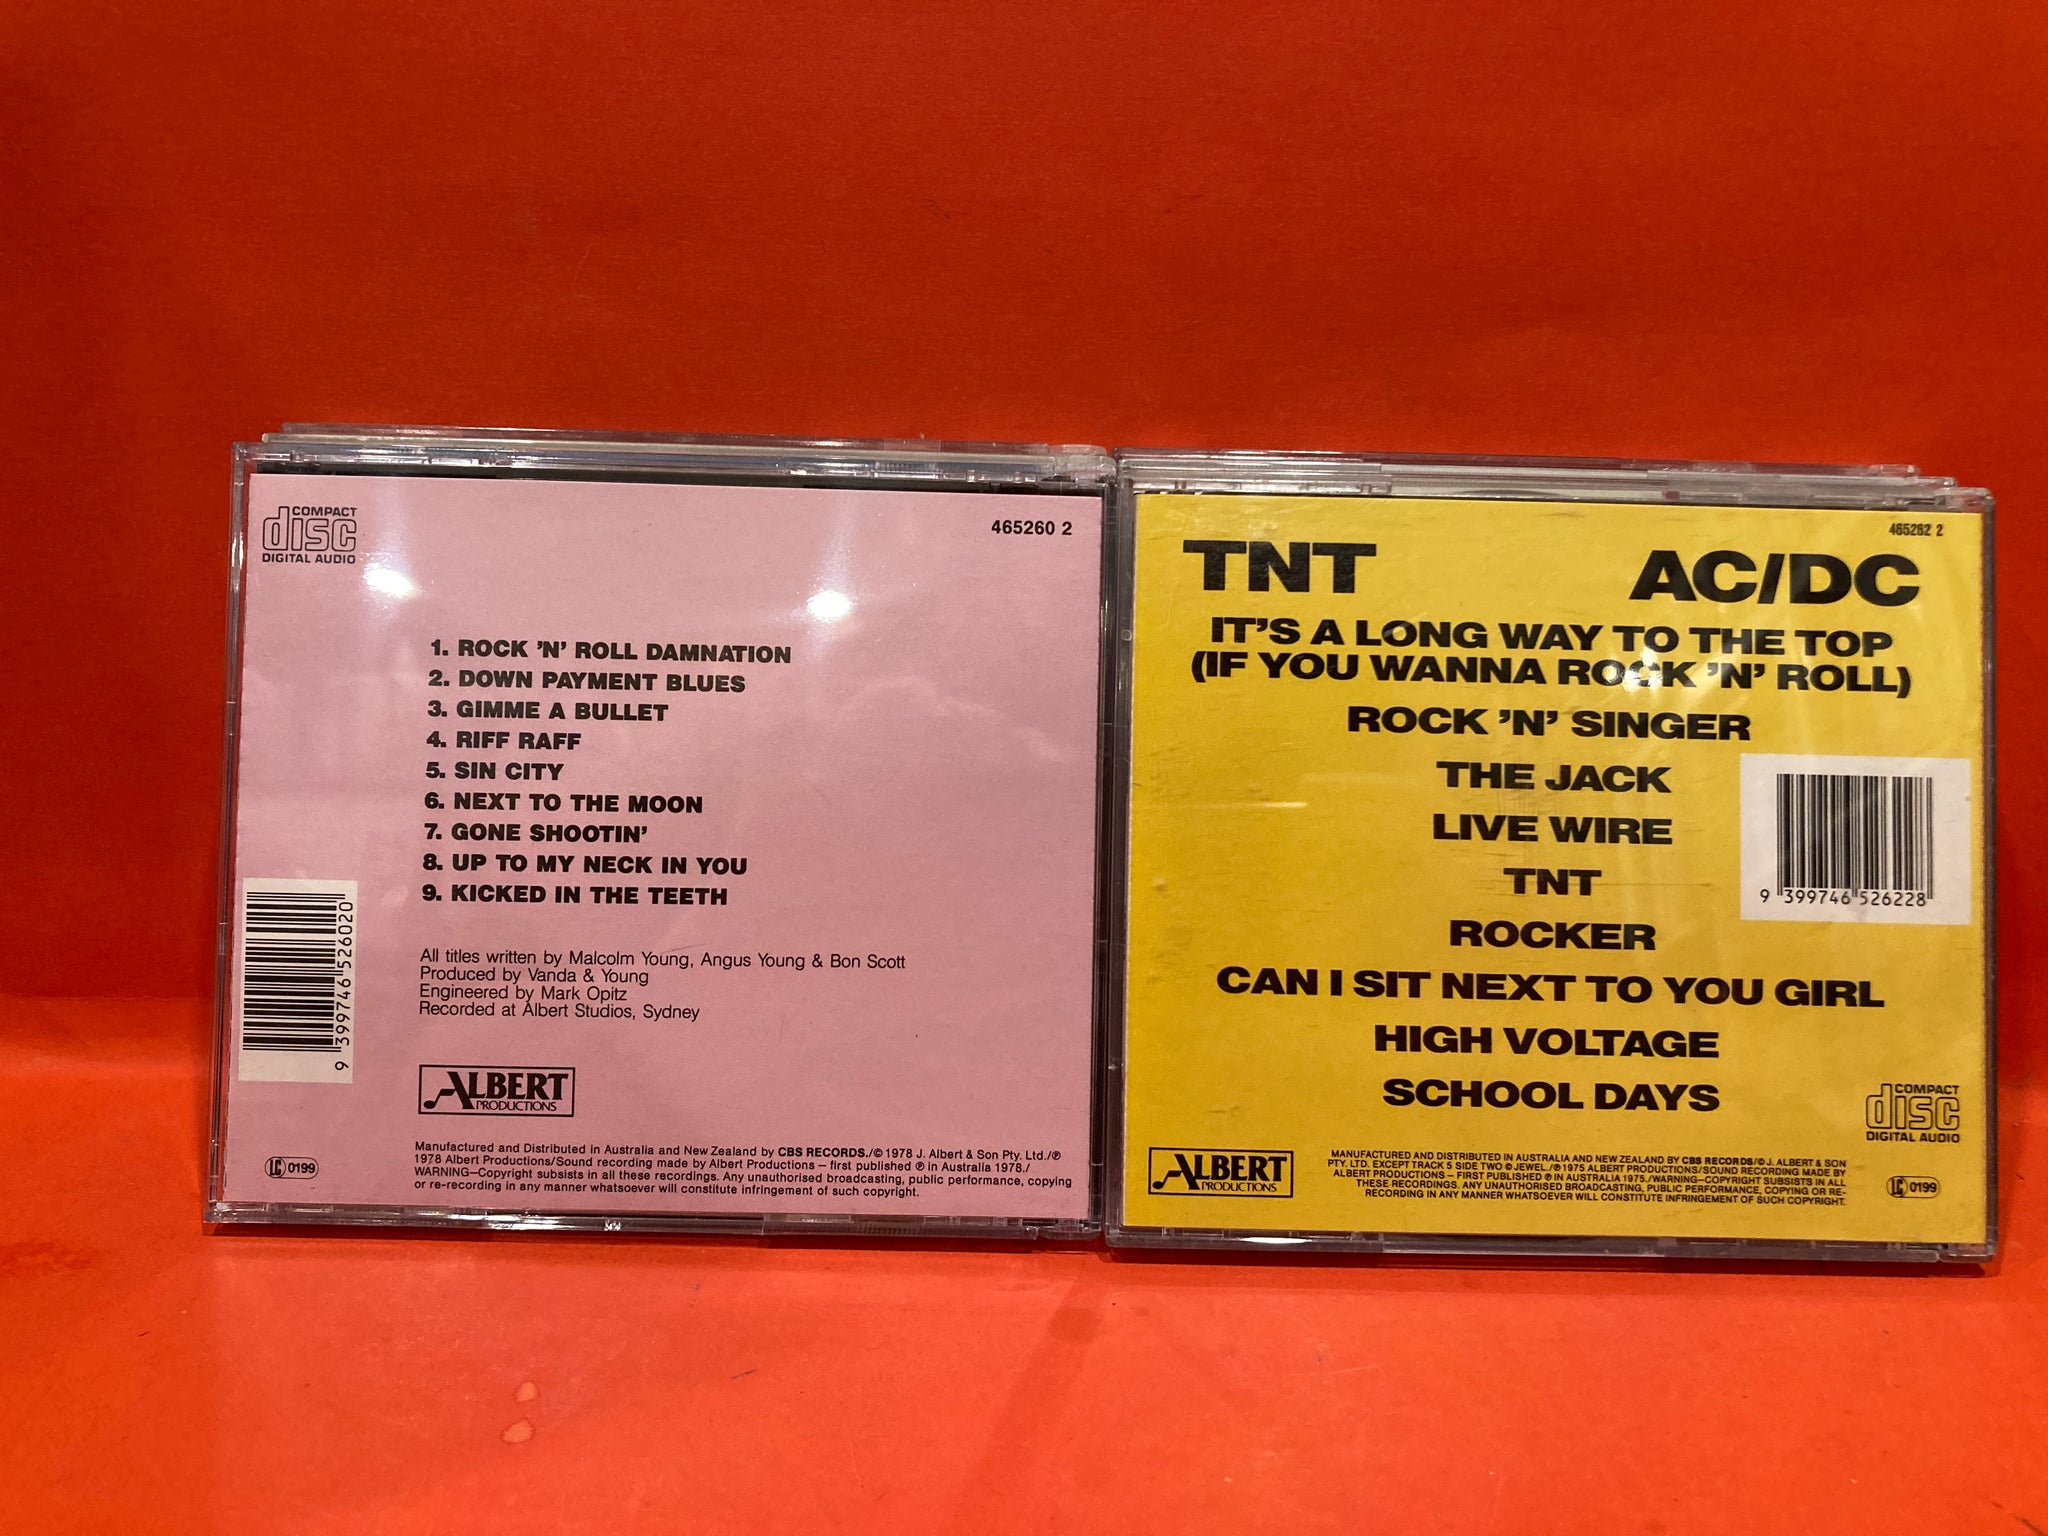 COMPACT
disc
DIGITAL AUDIO
465260 2
1. ROCK 'N' ROLL DAMNATION
2. DOWN PAYMENT BLUES
3. GIMME A BULLET
4. RIFF RAFF
5. SIN CITY
6. NEXT TO THE MOON
7. GONE SHOOTIN'
8. UP TO MY NECK IN YOU
9. KICKED IN THE TEETH
9 399746 526020
All titles written by Malcolm Young, Angus Young & Bon Scott
Produced by Vanda & Young
Engineered by Mark Opitz
Recorded at Albert Studios, Sydney
ALBERT
PRODUCTIONS
LC 0199
Manufactured and Distributed in Australia and New Zealand by CBS RECORDS./© 1978 J. Albert & Son Pty. Ltd./℗
1978 Albert Productions/Sound recording made by Albert Productions – first published ℗ in Australia 1978./
WARNING—Copyright subsists in all these recordings. Any unauthorised broadcasting, public performance, copying
or re-recording in any manner whatsoever will constitute infringement of such copyright.
465262 2
TNT AC/DC
IT'S A LONG WAY TO THE TOP
(IF YOU WANNA ROCK 'N' ROLL)
ROCK 'N' SINGER
THE JACK
LIVE WIRE
TNT
ROCKER
CAN I SIT NEXT TO YOU GIRL
HIGH VOLTAGE
SCHOOL DAYS
9 399746 526228
COMPACT
disc
DIGITAL AUDIO
ALBERT
PRODUCTIONS
MANUFACTURED AND DISTRIBUTED IN AUSTRALIA AND NEW ZEALAND BY CBS RECORDS/© J. ALBERT & SON
PTY. LTD. EXCEPT TRACK 5 SIDE TWO © JEWEL./℗ 1975 ALBERT PRODUCTIONS/SOUND RECORDING MADE BY
ALBERT PRODUCTIONS – FIRST PUBLISHED ℗ IN AUSTRALIA 1975./WARNING—COPYRIGHT SUBSISTS IN ALL
THESE RECORDINGS. ANY UNAUTHORISED BROADCASTING, PUBLIC PERFORMANCE, COPYING OR RE-
RECORDING IN ANY MANNER WHATSOEVER WILL CONSTITUTE INFRINGEMENT OF SUCH COPYRIGHT.
LC 0199